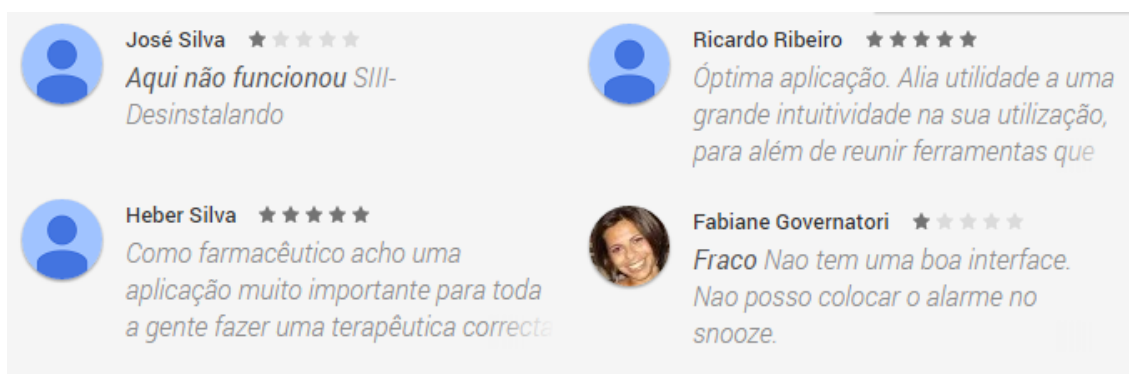 José Silva
Aqui não funcionou SIII-
Desinstalando
Ricardo Ribeiro
Óptima aplicação. Alia utilidade a uma
grande intuitividade na sua utilização,
para além de reunir ferramentas que
Heber Silva
Como farmacêutico acho uma
aplicação muito importante para toda
a gente fazer uma terapêutica correcta
Fabiane Governatori
Fraco Nao tem uma boa interface.
Nao posso colocar o alarme no
snooze.